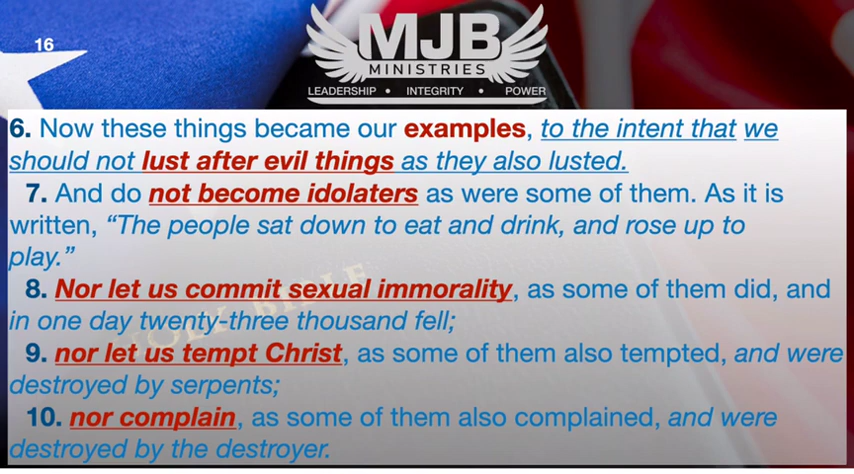 16
MJB
MINISTRIES
LEADERSHIP • INTEGRITY • POWER
6. Now these things became our examples, to the intent that we
should not lust after evil things as they also lusted.
7. And do not become idolaters as were some of them. As it is
written, “The people sat down to eat and drink, and rose up to
play.”
8. Nor let us commit sexual immorality, as some of them did, and
in one day twenty-three thousand fell;
9. nor let us tempt Christ, as some of them also tempted, and were
destroyed by serpents;
10. nor complain, as some of them also complained, and were
destroyed by the destroyer.
HOLY BIBLE